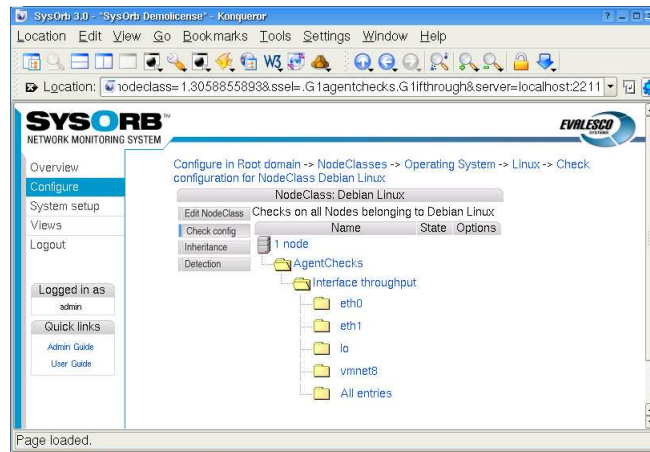 SysOrb 3.0 - "SysOrb Demolicense" - Konqueror
Location Edit View Go Bookmarks Tools Settings Window Help
Location: nodeclass=1.3058855893&ssel=.G1agentchecks.G1ifthrough&server=localhost:2211
SYSORB™
NETWORK MONITORING SYSTEM
EVALESCO
SYSTEMS
Overview
Configure
System setup
Views
Logout
Logged in as
admin
Quick links
Admin Guide
User Guide
Configure in Root domain -> NodeClasses -> Operating System -> Linux -> Check
configuration for NodeClass Debian Linux
NodeClass: Debian Linux
Edit NodeClass
Check config
Inheritance
Detection
Checks on all Nodes belonging to Debian Linux
Name State Options
1 node
AgentChecks
Interface throughput
eth0
eth1
lo
vmnet8
All entries
Page loaded.